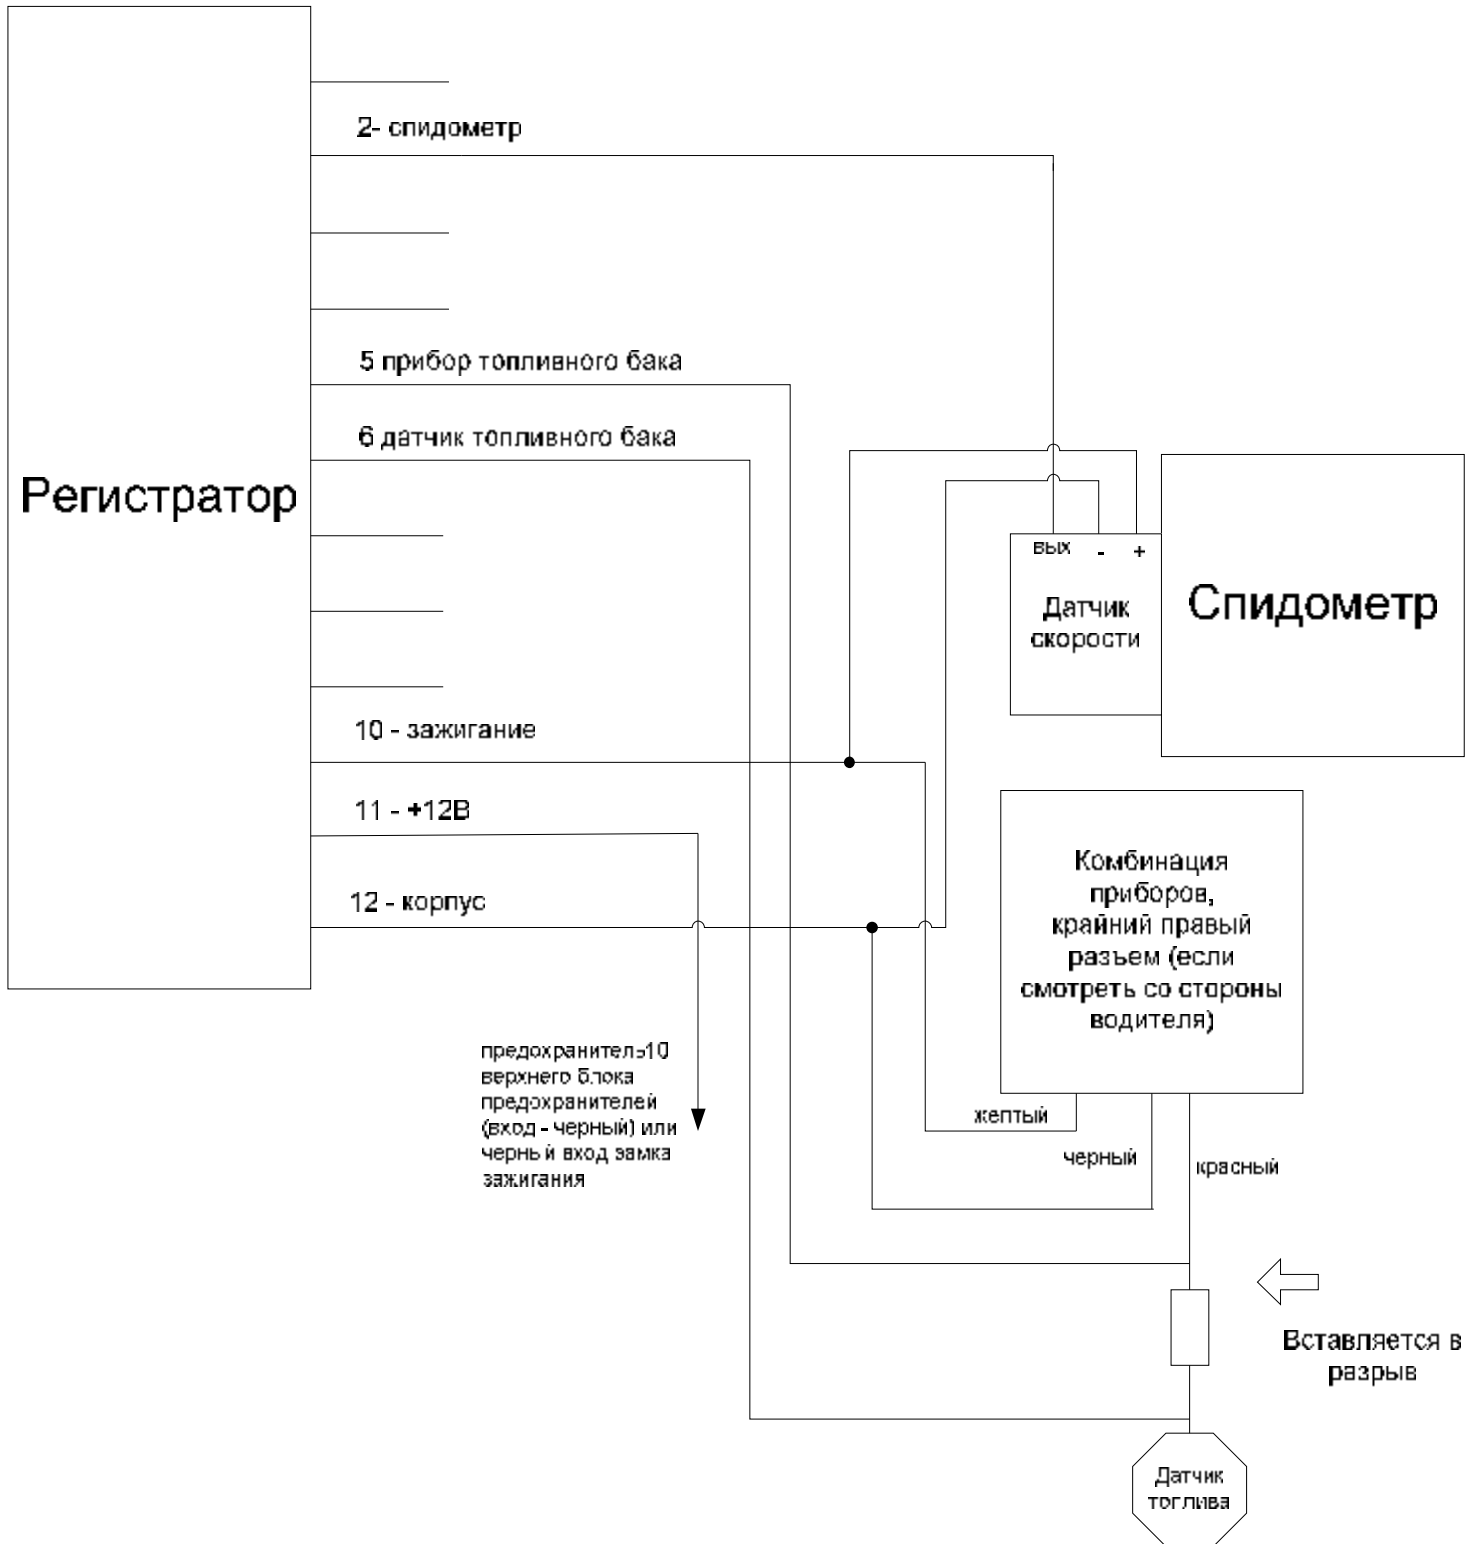 2- спидометр
5 прибор топливного бака
6 датчик топливного бака
Регистратор
вых - +
Датчик
скорости
Спидометр
10 - зажигание
11 - +12В
12 - корпус
Комбинация
приборов,
крайний правый
разъем (если
смотреть со стороны
водителя)
предохранитель10
верхнего блока
предохранителей
(вход - черный) или
черный вход замка
зажигания
желтый
черный
красный
Вставляется в
разрыв
Датчик
топлива